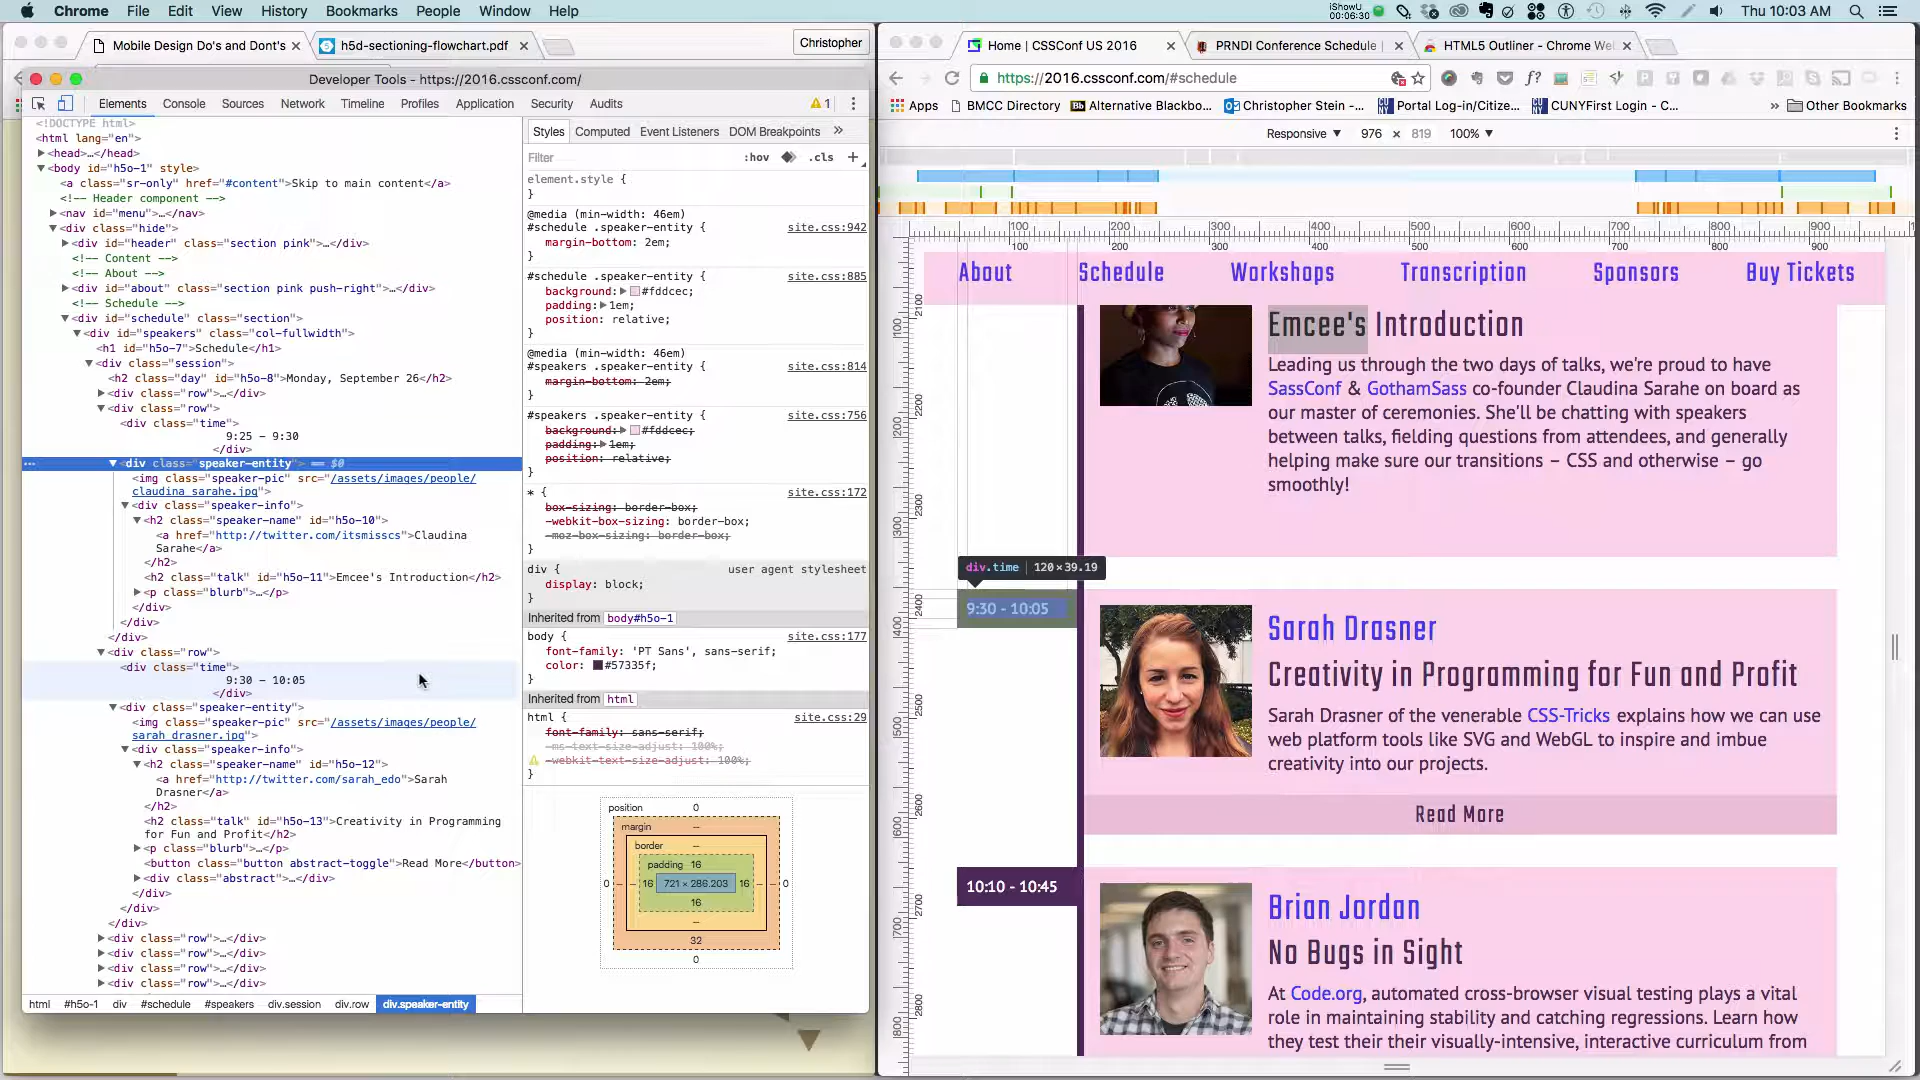 Chrome File Edit View History Bookmarks People Window Help
iShowU
00:06:30
Thu 10:03 AM
Mobile Design Do's and Dont's
h5d-sectioning-flowchart.pdf
Christopher
Developer Tools - https://2016.cssconf.com/
Elements Console Sources Network Timeline Profiles Application Security Audits 1
<!DOCTYPE html>
<html lang="en">
<head>…</head>
<body id="h5o-1" style>
<a class="sr-only" href="#content">Skip to main content</a>
<!-- Header component -->
<nav id="menu">…</nav>
<div class="hide">
<div id="header" class="section pink">…</div>
<!-- Content -->
<!-- About -->
<div id="about" class="section pink push-right">…</div>
<!-- Schedule -->
<div id="schedule" class="section">
<div id="speakers" class="col-fullwidth">
<h1 id="h5o-7">Schedule</h1>
<div class="session">
<h2 class="day" id="h5o-8">Monday, September 26</h2>
<div class="row">…</div>
<div class="row">
<div class="time">
9:25 – 9:30
</div>
<div class="speaker-entity"> == $0
<img class="speaker-pic" src="/assets/images/people/
claudina_sarahe.jpg">
<div class="speaker-info">
<h2 class="speaker-name" id="h5o-10">
<a href="http://twitter.com/itsmisscs">Claudina
Sarahe</a>
</h2>
<h2 class="talk" id="h5o-11">Emcee's Introduction</h2>
<p class="blurb">…</p>
</div>
</div>
</div>
<div class="row">
<div class="time">
9:30 – 10:05
</div>
<div class="speaker-entity">
<img class="speaker-pic" src="/assets/images/people/
sarah_drasner.jpg">
<div class="speaker-info">
<h2 class="speaker-name" id="h5o-12">
<a href="http://twitter.com/sarah_edo">Sarah
Drasner</a>
</h2>
<h2 class="talk" id="h5o-13">Creativity in Programming
for Fun and Profit</h2>
<p class="blurb">…</p>
<button class="button abstract-toggle">Read More</button>
<div class="abstract">…</div>
</div>
</div>
</div>
<div class="row">…</div>
<div class="row">…</div>
<div class="row">…</div>
<div class="row">…</div>
html #h5o-1 div #schedule #speakers div.session div.row div.speaker-entity
Styles Computed Event Listeners DOM Breakpoints »
Filter :hov .cls +
element.style {
}
@media (min-width: 46em)
#schedule .speaker-entity { site.css:942
margin-bottom: 2em;
}
#schedule .speaker-entity { site.css:885
background: #fddcec;
padding: 1em;
position: relative;
}
@media (min-width: 46em)
#speakers .speaker-entity { site.css:814
margin-bottom: 2em;
}
#speakers .speaker-entity { site.css:756
background: #fddcec;
padding: 1em;
position: relative;
}
* { site.css:172
box-sizing: border-box;
-webkit-box-sizing: border-box;
-moz-box-sizing: border-box;
}
div { user agent stylesheet
display: block;
}
Inherited from body#h5o-1
body { site.css:177
font-family: 'PT Sans', sans-serif;
color: #57335f;
}
Inherited from html
html { site.css:29
font-family: sans-serif;
-ms-text-size-adjust: 100%;
-webkit-text-size-adjust: 100%;
}
position 0
margin –
border –
padding 16
0 – – 16 721 × 286.203 16 – – 0
16
–
32
0
Home | CSSConf US 2016
PRNDI Conference Schedule |
HTML5 Outliner - Chrome We
https://2016.cssconf.com/#schedule
Apps BMCC Directory Alternative Blackbo... Christopher Stein -... Portal Log-in/Citize... CUNYFirst Login - C... » Other Bookmarks
Responsive 976 × 819 100%
100 200 300 400 500 600 700 800 900
100 200 300 400 500 600 700 800 900
About Schedule Workshops Transcription Sponsors Buy Tickets
Emcee's Introduction
Leading us through the two days of talks, we're proud to have
SassConf & GothamSass co-founder Claudina Sarahe on board as
our master of ceremonies. She'll be chatting with speakers
between talks, fielding questions from attendees, and generally
helping make sure our transitions – CSS and otherwise – go
smoothly!
div.time 120×39.19
9:30 - 10:05
Sarah Drasner
Creativity in Programming for Fun and Profit
Sarah Drasner of the venerable CSS-Tricks explains how we can use
web platform tools like SVG and WebGL to inspire and imbue
creativity into our projects.
Read More
10:10 - 10:45
Brian Jordan
No Bugs in Sight
At Code.org, automated cross-browser visual testing plays a vital
role in maintaining stability and catching regressions. Learn how
they test their their visually-intensive, interactive curriculum from